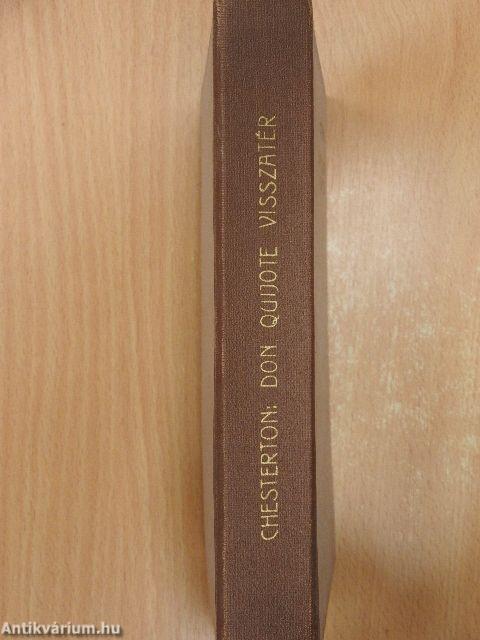 CHESTERTON: DON QUIJOTE VISSZATÉR
Antikvárium.hu